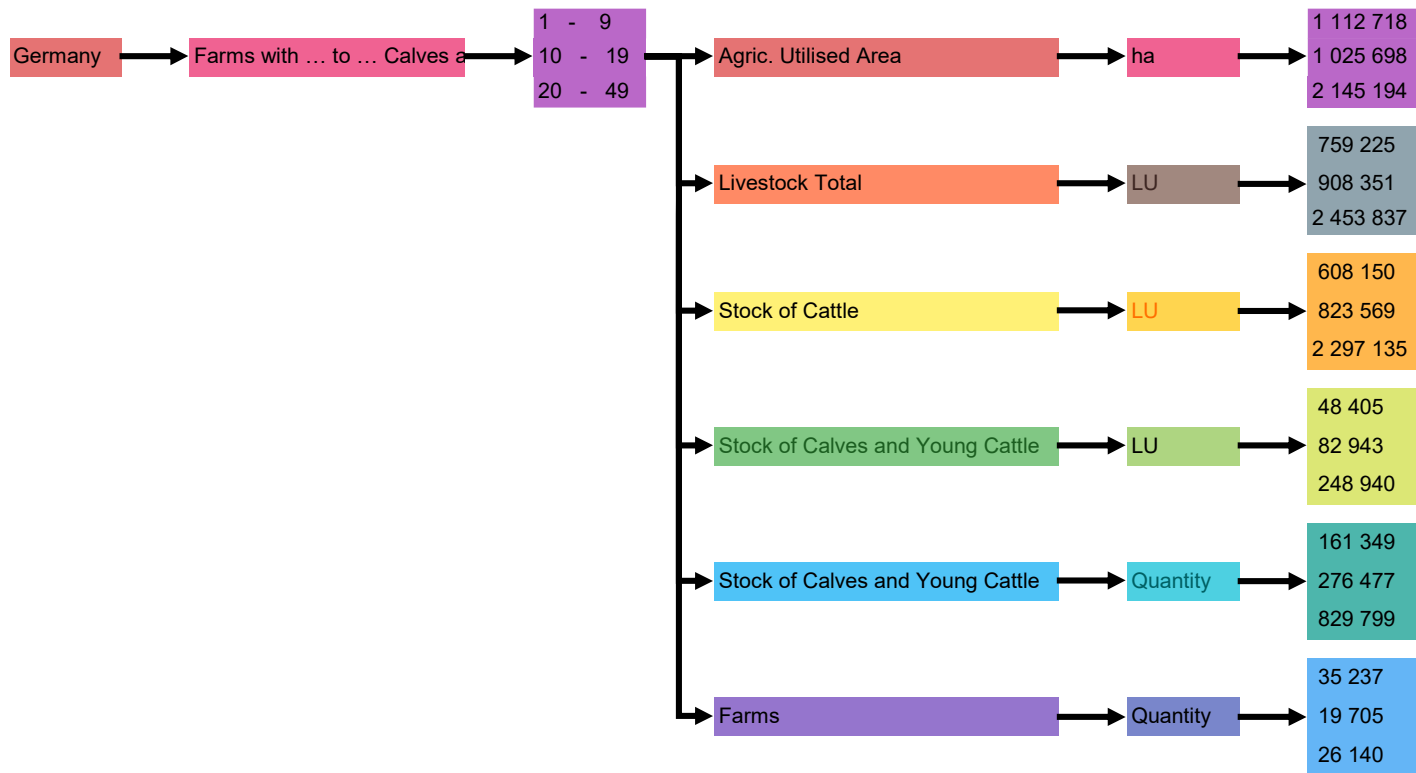 Germany
Farms with … to … Calves a
1 - 9
10 - 19
20 - 49
Agric. Utilised Area
ha
1 112 718
1 025 698
2 145 194
Livestock Total
LU
759 225
908 351
2 453 837
Stock of Cattle
LU
608 150
823 569
2 297 135
Stock of Calves and Young Cattle
LU
48 405
82 943
248 940
Stock of Calves and Young Cattle
Quantity
161 349
276 477
829 799
Farms
Quantity
35 237
19 705
26 140